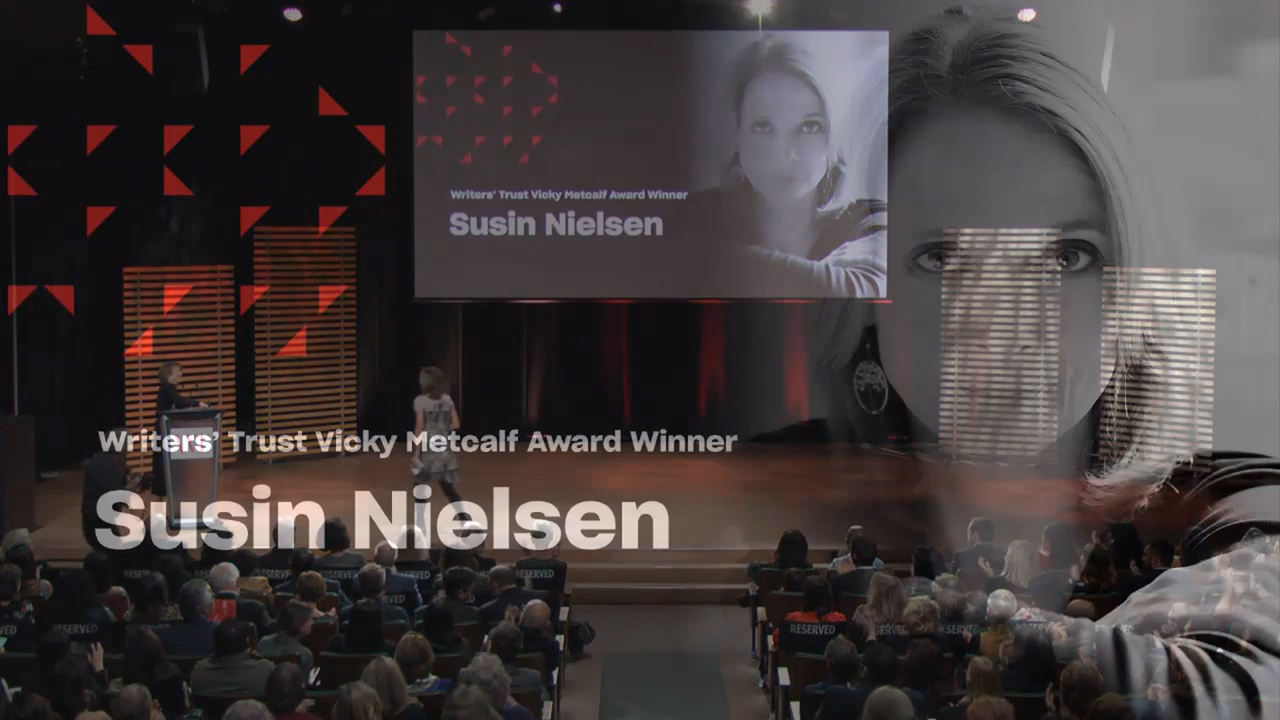 Writers' Trust Vicky Metcalf Award Winner
Susin Nielsen
Writers' Trust Vicky Metcalf Award Winner
Susin Nielsen
RESERVED
RESERVED
RESERVED
RESERVED
RESERVED